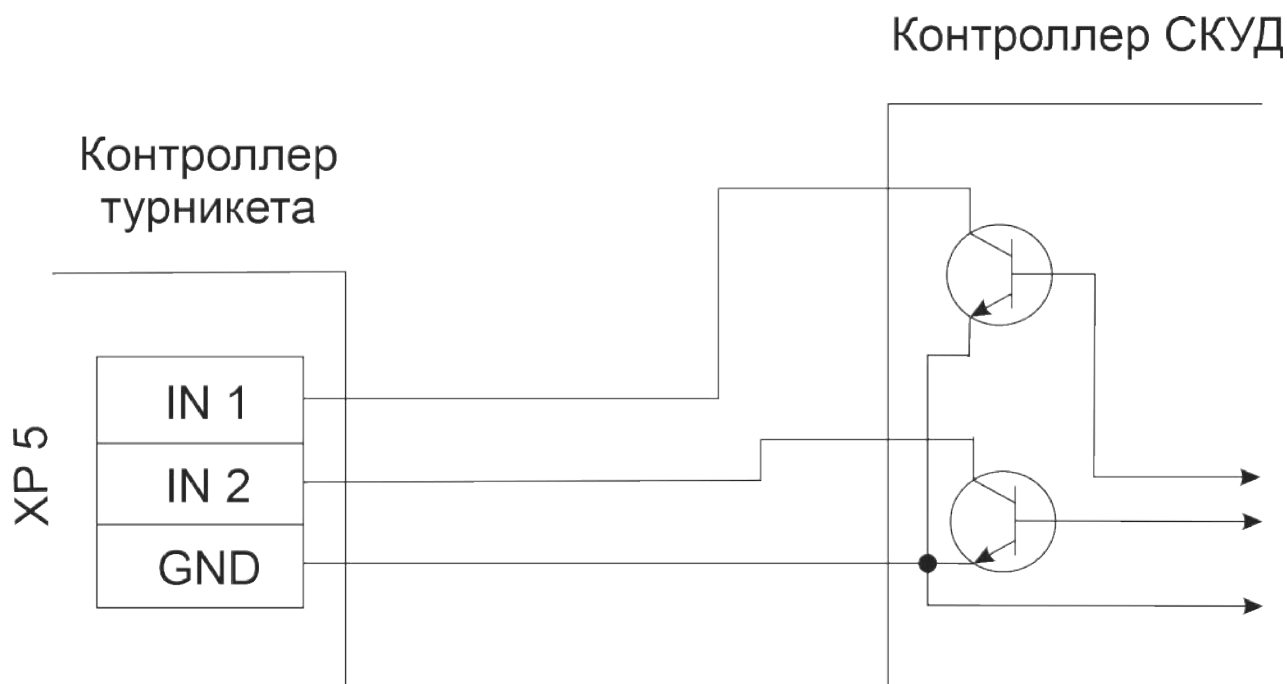 Контроллер СКУД
Контроллер
турникета
XP 5
IN 1
IN 2
GND